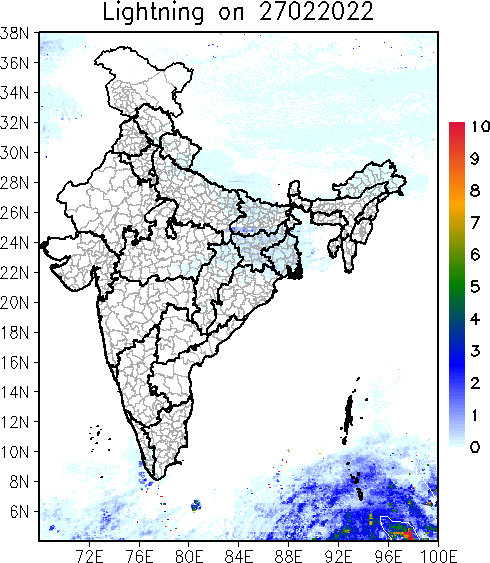 Lightning on 27022022
38N
36N
34N
32N
30N
28N
26N
24N
22N
20N
18N
16N
14N
12N
10N
8N
6N
72E 76E 80E 84E 88E 92E 96E 100E
10
9
8
7
6
5
4
3
2
1
0